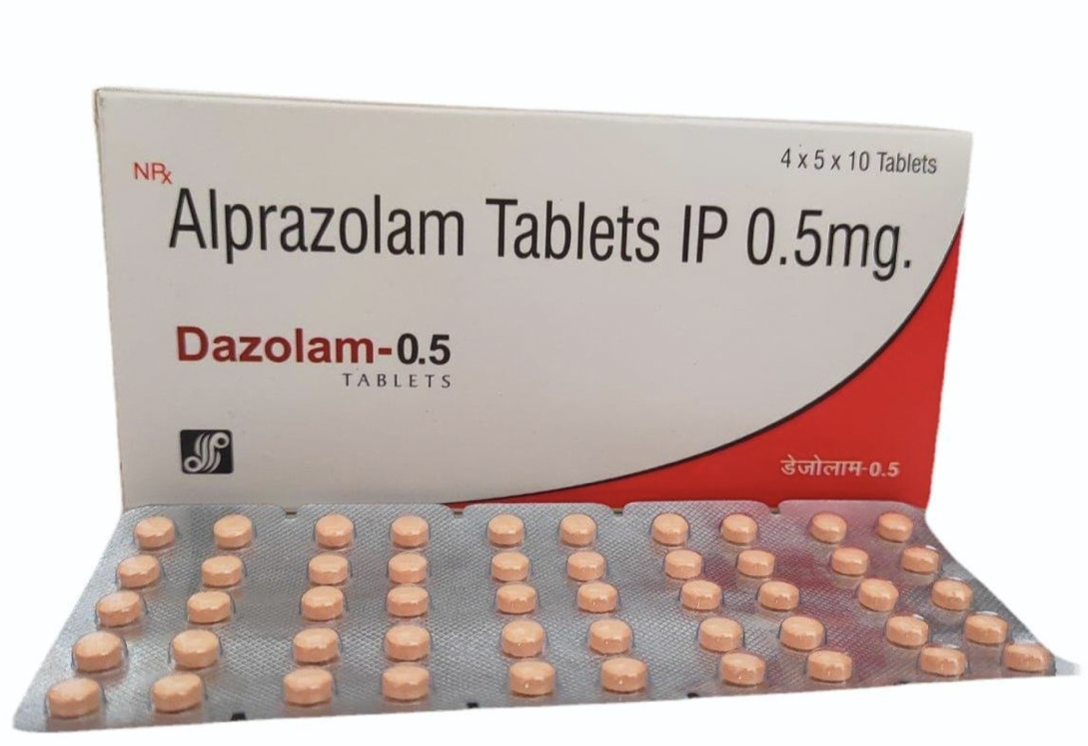 4 x 5 x 10 Tablets
NRx
Alprazolam Tablets IP 0.5mg.
Dazolam-0.5
TABLETS
डेजोलाम-0.5